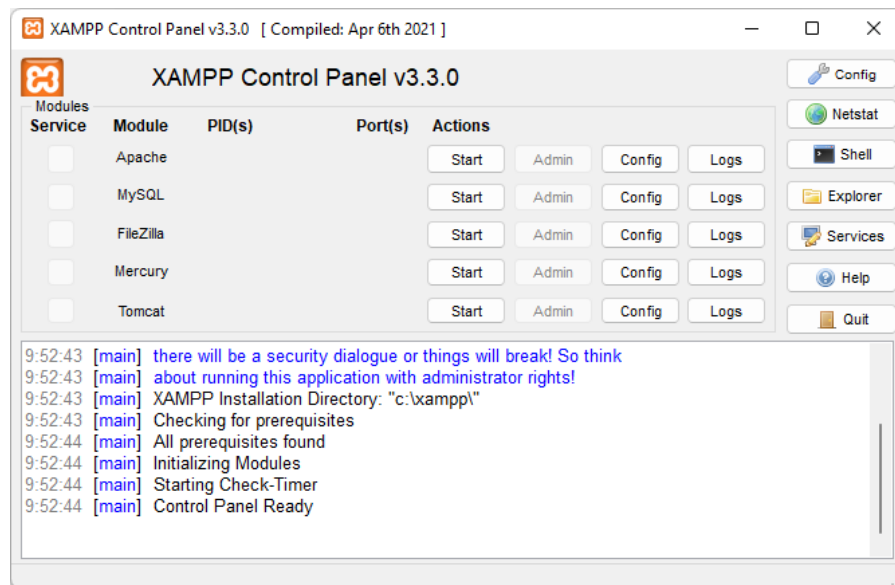 XAMPP Control Panel v3.3.0 [ Compiled: Apr 6th 2021 ]
XAMPP Control Panel v3.3.0
Config
Modules
Netstat
Service Module PID(s) Port(s) Actions
Apache Start Admin Config Logs
Shell
MySQL Start Admin Config Logs
Explorer
FileZilla Start Admin Config Logs
Services
Mercury Start Admin Config Logs
Help
Tomcat Start Admin Config Logs
Quit
9:52:43 [main] there will be a security dialogue or things will break! So think
9:52:43 [main] about running this application with administrator rights!
9:52:43 [main] XAMPP Installation Directory: "c:\xampp\"
9:52:43 [main] Checking for prerequisites
9:52:44 [main] All prerequisites found
9:52:44 [main] Initializing Modules
9:52:44 [main] Starting Check-Timer
9:52:44 [main] Control Panel Ready